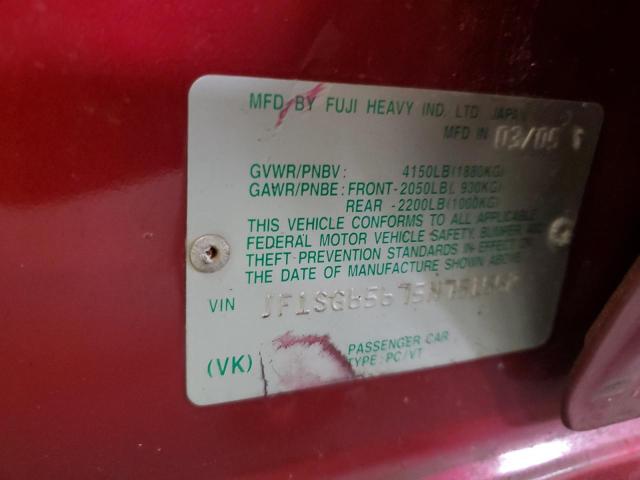 MFD. BY FUJI HEAVY IND. LTD. JAPAN
MFD IN 03/05
GVWR/PNBV: 4150LB(1880KG)
GAWR/PNBE: FRONT-2050LB( 930KG)
REAR -2200LB(1000KG)
THIS VEHICLE CONFORMS TO ALL APPLICABLE
FEDERAL MOTOR VEHICLE SAFETY, BUMPER, AND
THEFT PREVENTION STANDARDS IN EFFECT ON
THE DATE OF MANUFACTURE SHOWN ABOVE.
VIN
PASSENGER CAR
(VK) TYPE: PC/VT